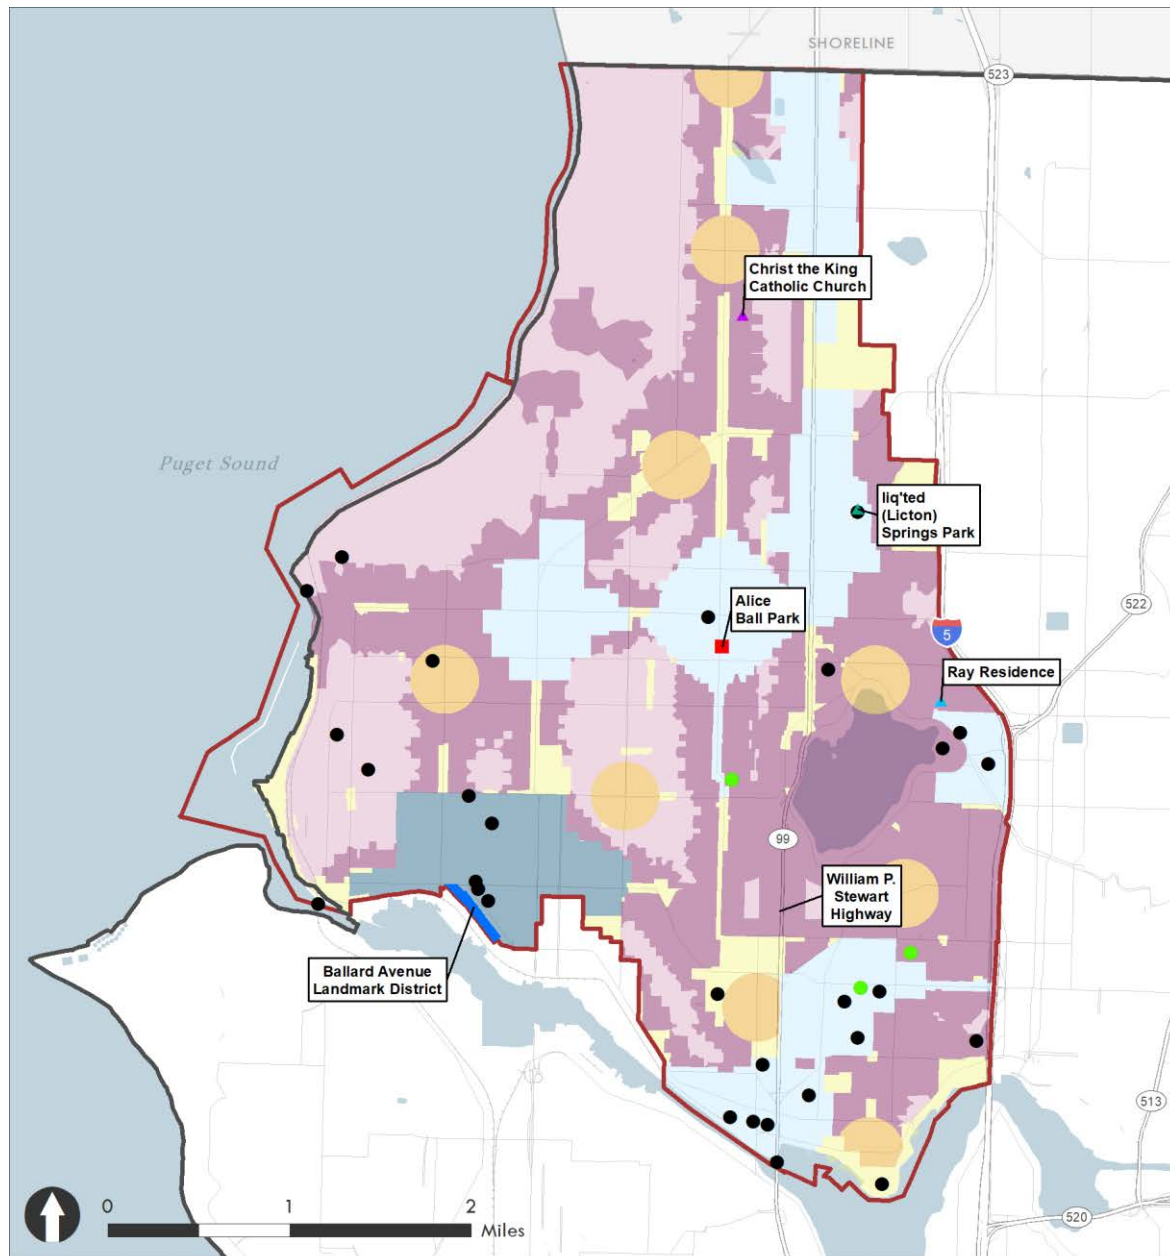 SHORELINE
523
Christ the King
Catholic Church
Puget Sound
liq'ted
(Licton)
Springs Park
522
Alice
Ball Park
5
Ray Residence
99
William P.
Stewart
Highway
Ballard Avenue
Landmark District
513
0 1 2
Miles
520